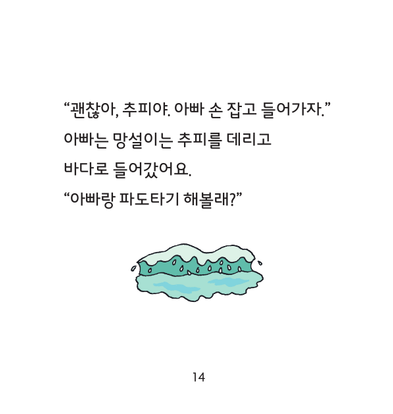 “괜찮아, 추피야. 아빠 손 잡고 들어가자.”
아빠는 망설이는 추피를 데리고
바다로 들어갔어요.
“아빠랑 파도타기 해볼래?”
14